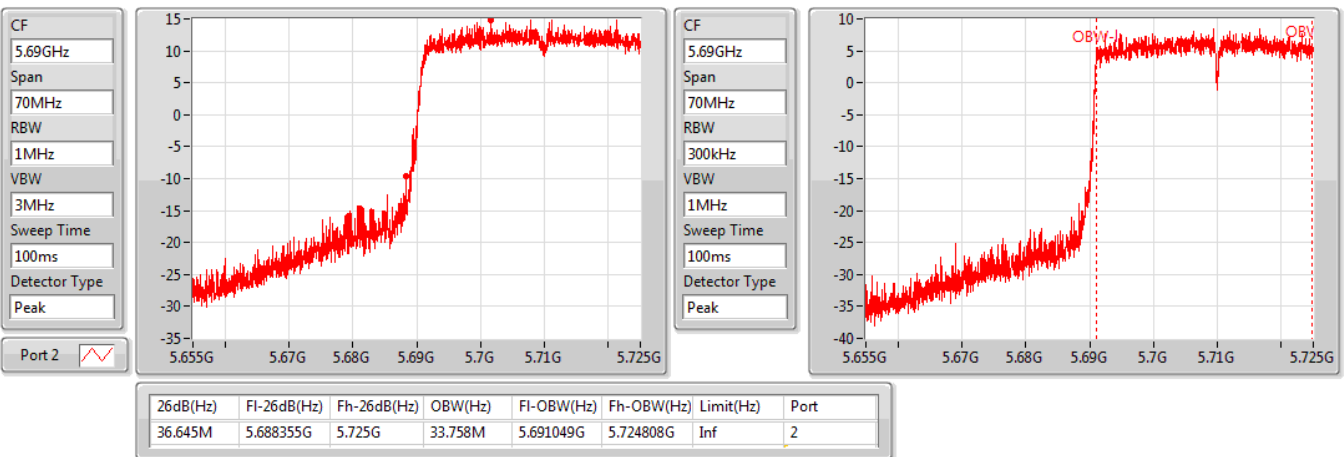 CF
5.69GHz
Span
70MHz
RBW
1MHz
VBW
3MHz
Sweep Time
100ms
Detector Type
Peak
Port 2
15
10
5
0
-5
-10
-15
-20
-25
-30
-35
5.655G 5.67G 5.68G 5.69G 5.7G 5.71G 5.725G
CF
5.69GHz
Span
70MHz
RBW
300kHz
VBW
1MHz
Sweep Time
100ms
Detector Type
Peak
10
5
0
-5
-10
-15
-20
-25
-30
-35
-40
OBW-l OBW
5.655G 5.67G 5.68G 5.69G 5.7G 5.71G 5.725G
26dB(Hz) Fl-26dB(Hz) Fh-26dB(Hz) OBW(Hz) Fl-OBW(Hz) Fh-OBW(Hz) Limit(Hz) Port
36.645M 5.688355G 5.725G 33.758M 5.691049G 5.724808G Inf 2